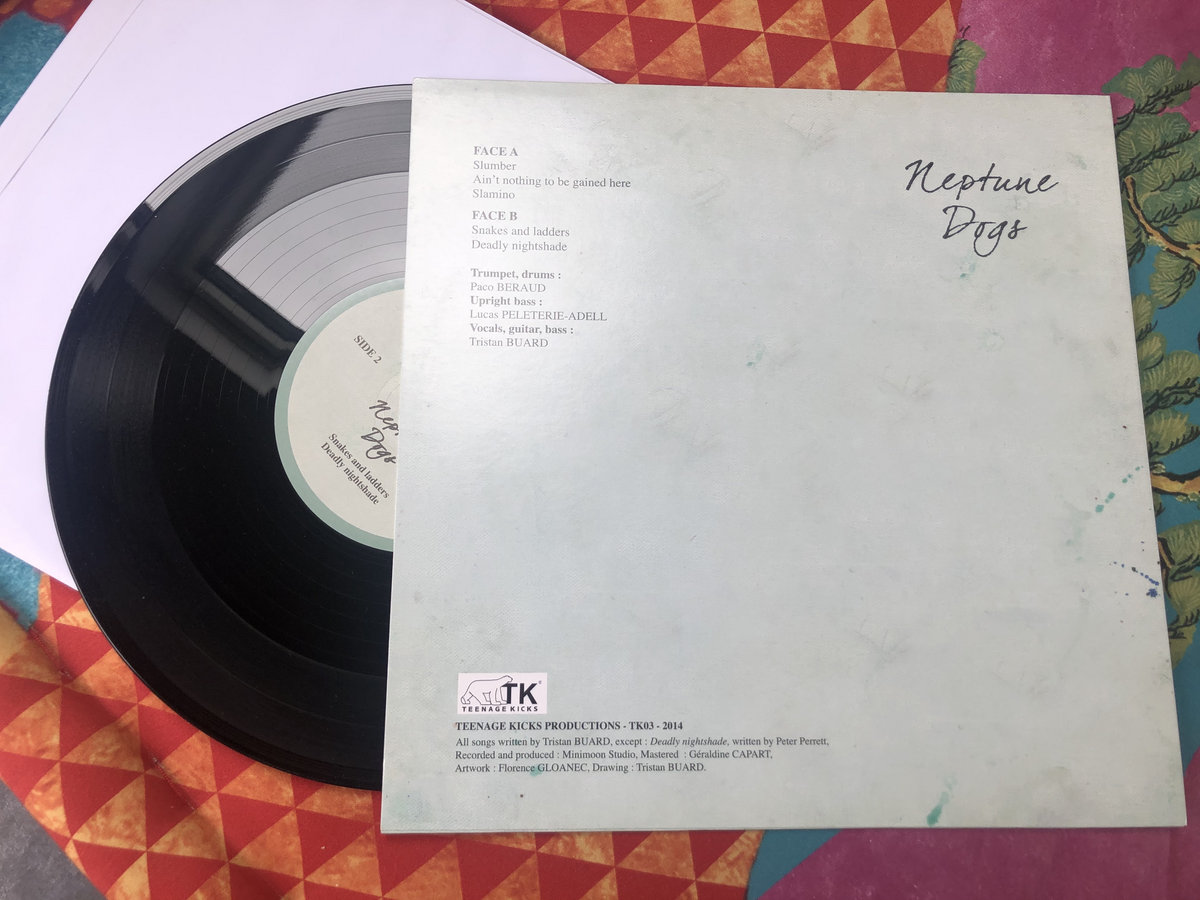 FACE A
Slumber
Ain't nothing to be gained here
Slamino
FACE B
Snakes and ladders
Deadly nightshade
Trumpet, drums :
Paco BERAUD
Upright bass :
Lucas PELETERIE-ADELL
Vocals, guitar, bass :
Tristan BUARD
Neptune
Dogs
SIDE 2
Nep
Dogs
Snakes and ladders
Deadly nightshade
TK
TEENAGE KICKS
TEENAGE KICKS PRODUCTIONS - TK03 - 2014
All songs written by Tristan BUARD, except : Deadly nightshade, written by Peter Perrett,
Recorded and produced : Minimoon Studio, Mastered : Géraldine CAPART,
Artwork : Florence GLOANEC, Drawing : Tristan BUARD.